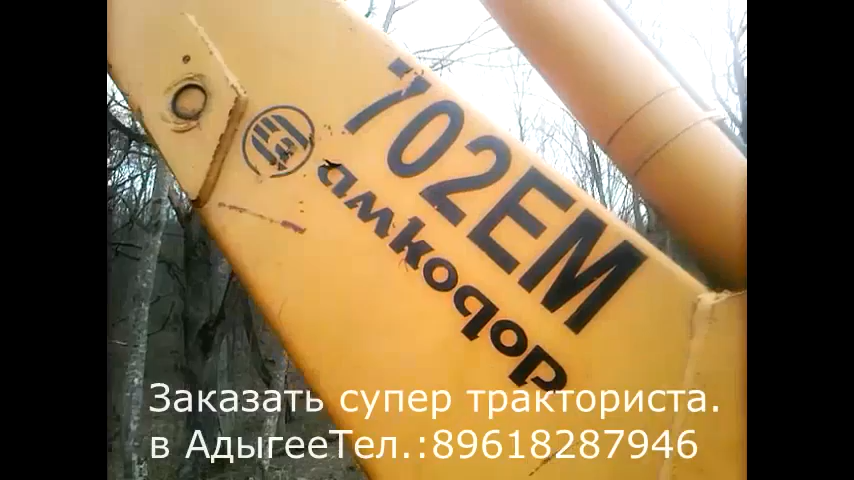 702EM
амкодор
Заказать супер тракториста.
в АдыгееТел.:89618287946